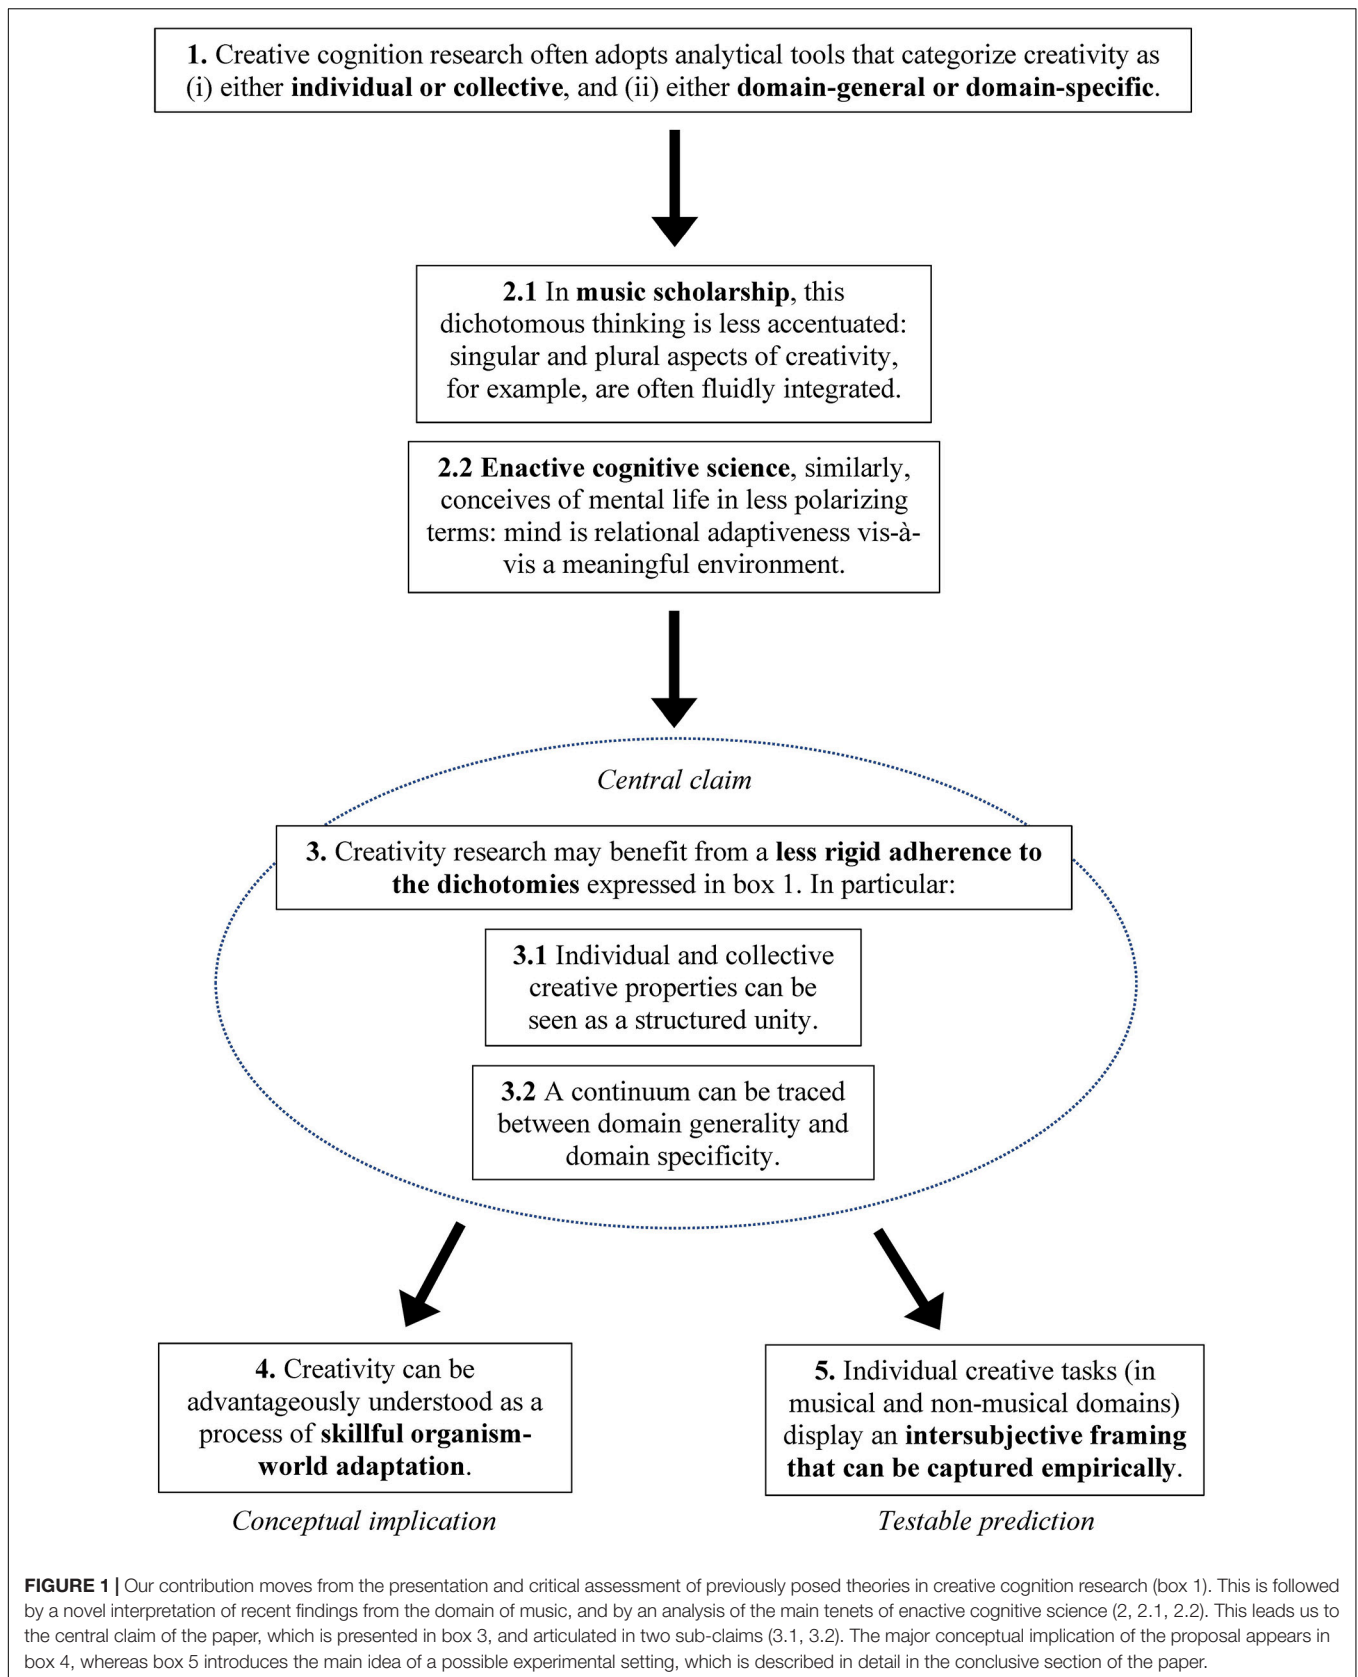 1. Creative cognition research often adopts analytical tools that categorize creativity as
(i) either individual or collective, and (ii) either domain-general or domain-specific.
2.1 In music scholarship, this
dichotomous thinking is less accentuated:
singular and plural aspects of creativity,
for example, are often fluidly integrated.
2.2 Enactive cognitive science, similarly,
conceives of mental life in less polarizing
terms: mind is relational adaptiveness vis-à-
vis a meaningful environment.
Central claim
3. Creativity research may benefit from a less rigid adherence to
the dichotomies expressed in box 1. In particular:
3.1 Individual and collective
creative properties can be
seen as a structured unity.
3.2 A continuum can be traced
between domain generality and
domain specificity.
4. Creativity can be
advantageously understood as a
process of skillful organism-
world adaptation.
Conceptual implication
5. Individual creative tasks (in
musical and non-musical domains)
display an intersubjective framing
that can be captured empirically.
Testable prediction
FIGURE 1 | Our contribution moves from the presentation and critical assessment of previously posed theories in creative cognition research (box 1). This is followed
by a novel interpretation of recent findings from the domain of music, and by an analysis of the main tenets of enactive cognitive science (2, 2.1, 2.2). This leads us to
the central claim of the paper, which is presented in box 3, and articulated in two sub-claims (3.1, 3.2). The major conceptual implication of the proposal appears in
box 4, whereas box 5 introduces the main idea of a possible experimental setting, which is described in detail in the conclusive section of the paper.